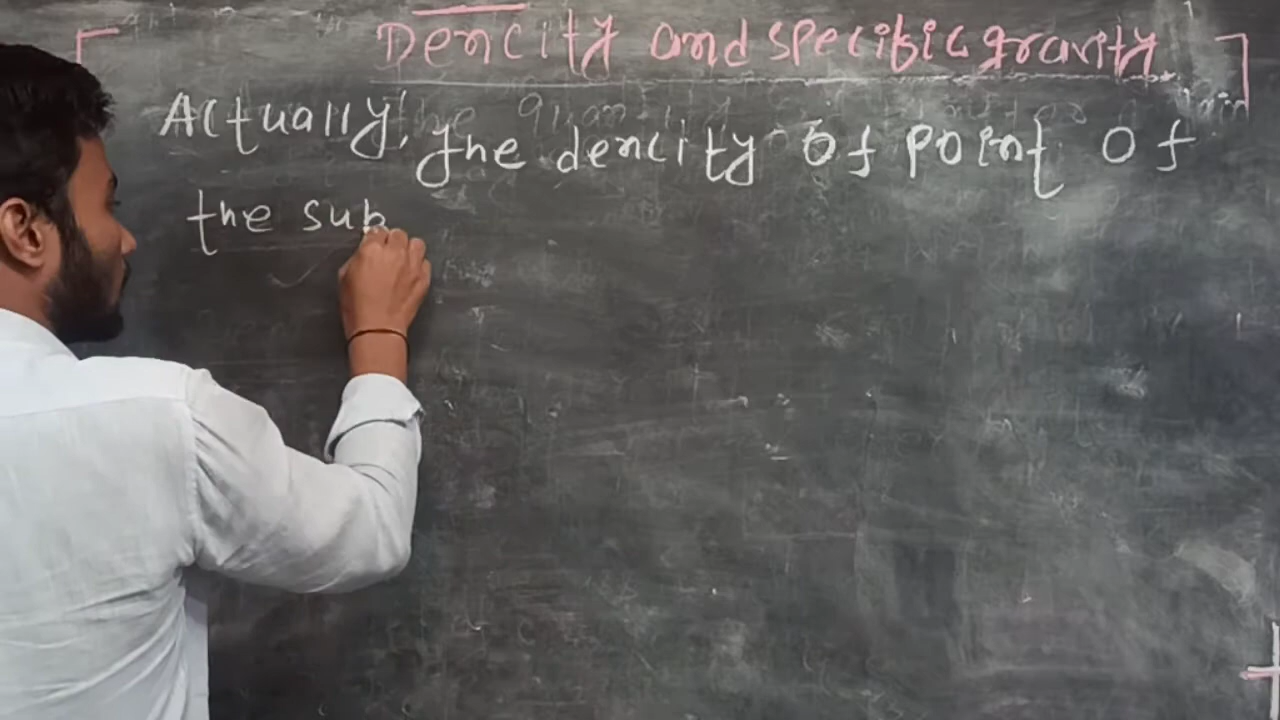 Dencity and specific gravity
Actually, the dencity of point of
the sub